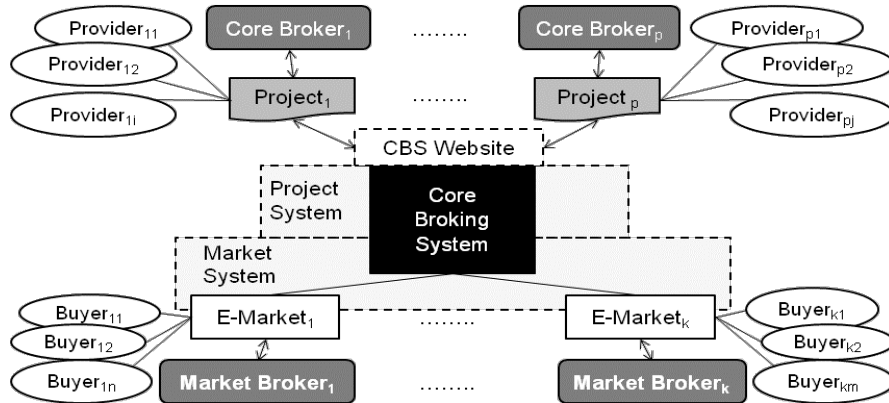 Provider11
Core Broker1
........
Core Brokerp
Providerp1
Provider12
Providerp2
Provider1i
Project1
........
Project p
Providerpj
CBS Website
Project
System
Core
Broking
System
Market
System
Buyer11
E-Market1
........
E-Marketk
Buyerk1
Buyer12
Buyerk2
Buyer1n
Market Broker1
........
Market Brokerk
Buyerkm